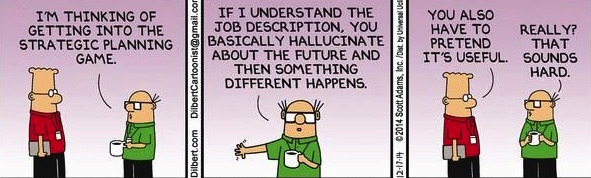 I'M THINKING OF
GETTING INTO THE
STRATEGIC PLANNING
GAME.
Dilbert.com DilbertCartoonist@gmail.com
IF I UNDERSTAND THE
JOB DESCRIPTION, YOU
BASICALLY HALLUCINATE
ABOUT THE FUTURE AND
THEN SOMETHING
DIFFERENT HAPPENS.
12-17-14 ©2014 Scott Adams, Inc. /Dist. by Universal Ucli
YOU ALSO
HAVE TO
PRETEND
IT'S USEFUL.
REALLY?
THAT
SOUNDS
HARD.